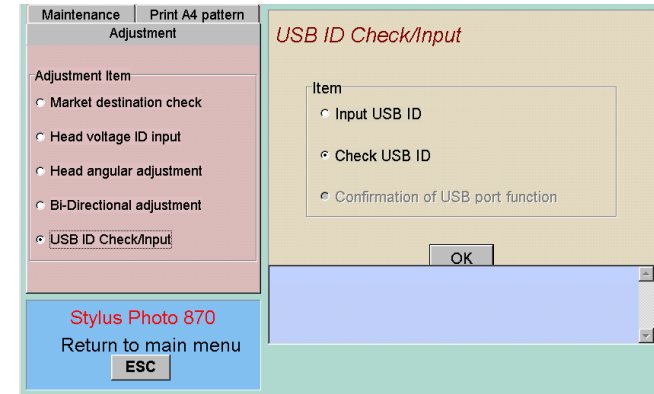 Maintenance
Print A4 pattern
Adjustment
Adjustment Item
Market destination check
Head voltage ID input
Head angular adjustment
Bi-Directional adjustment
USB ID Check/Input
Stylus Photo 870
Return to main menu
ESC
USB ID Check/Input
Item
Input USB ID
Check USB ID
Confirmation of USB port function
OK